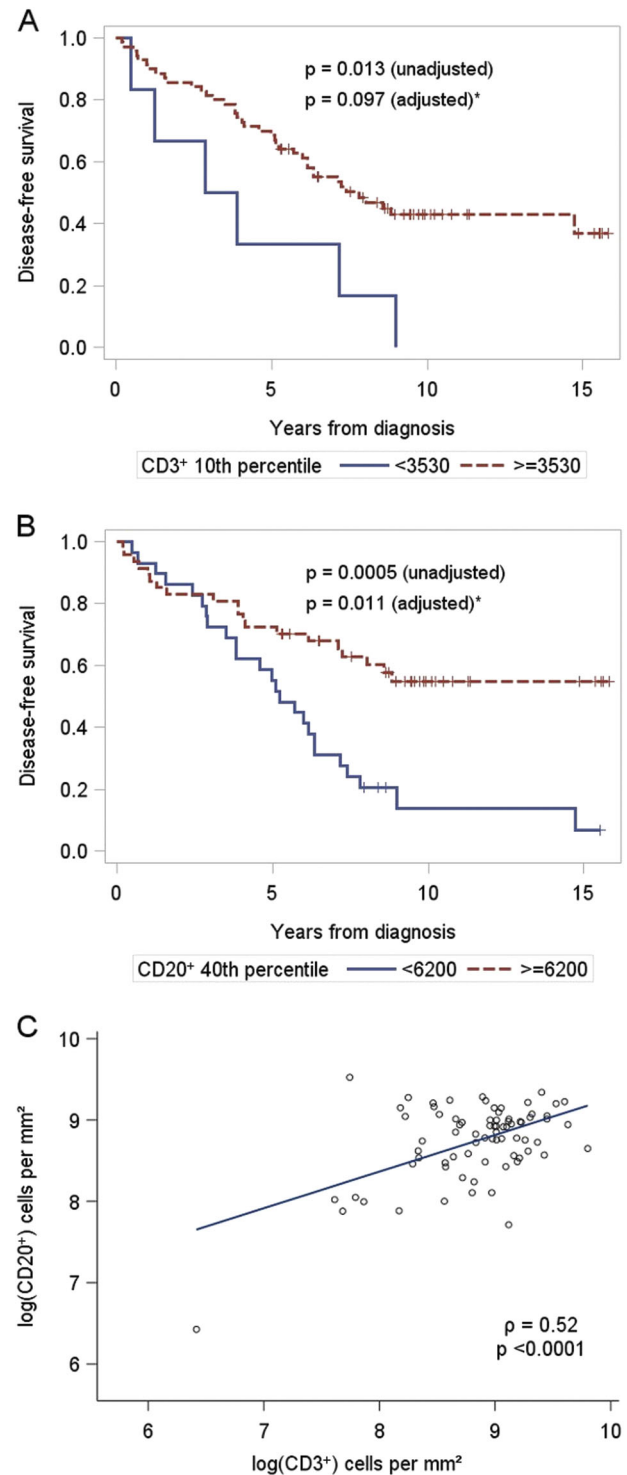 A
p = 0.013 (unadjusted)
p = 0.097 (adjusted)*
Disease-free survival
1.0
0.8
0.6
0.4
0.2
0.0
0 5 10 15
Years from diagnosis
CD3⁺ 10th percentile <3530 >=3530
B
p = 0.0005 (unadjusted)
p = 0.011 (adjusted)*
Disease-free survival
1.0
0.8
0.6
0.4
0.2
0.0
0 5 10 15
Years from diagnosis
CD20⁺ 40th percentile <6200 >=6200
C
log(CD20⁺) cells per mm²
10
9
8
7
6
ρ = 0.52
p <0.0001
6 7 8 9 10
log(CD3⁺) cells per mm²